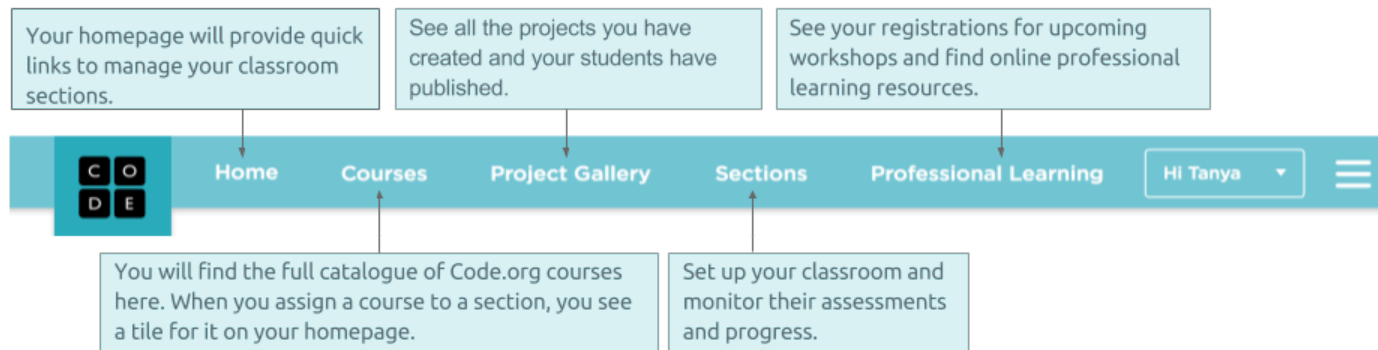 Your homepage will provide quick
links to manage your classroom
sections.
See all the projects you have
created and your students have
published.
See your registrations for upcoming
workshops and find online professional
learning resources.
C O
D E
Home
Courses
Project Gallery
Sections
Professional Learning
Hi Tanya
You will find the full catalogue of Code.org courses
here. When you assign a course to a section, you see
a tile for it on your homepage.
Set up your classroom and
monitor their assessments
and progress.